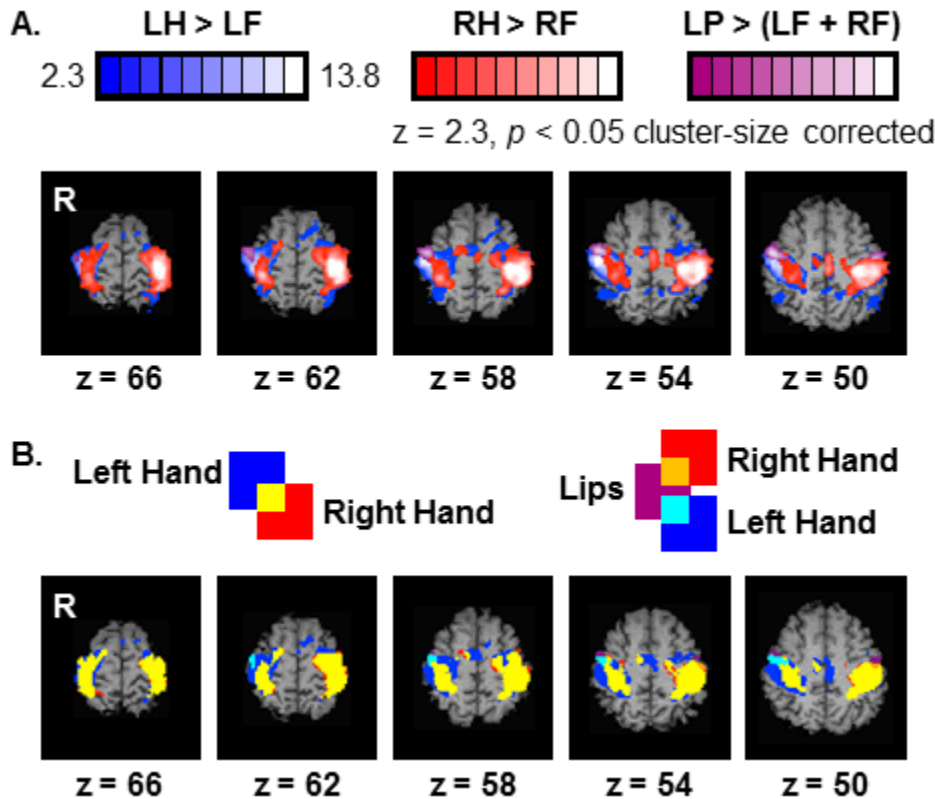 A.
LH > LF
RH > RF
LP > (LF + RF)
2.3
13.8
z = 2.3, p < 0.05 cluster-size corrected
R
z = 66
z = 62
z = 58
z = 54
z = 50
B.
Left Hand
Right Hand
Lips
Right Hand
Left Hand
R
z = 66
z = 62
z = 58
z = 54
z = 50